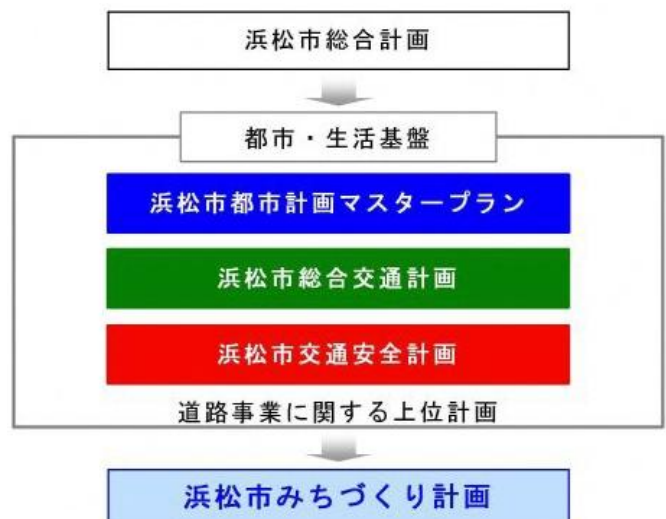 浜松市総合計画
都市・生活基盤
浜松市都市計画マスタープラン
浜松市総合交通計画
浜松市交通安全計画
道路事業に関する上位計画
浜松市みちづくり計画